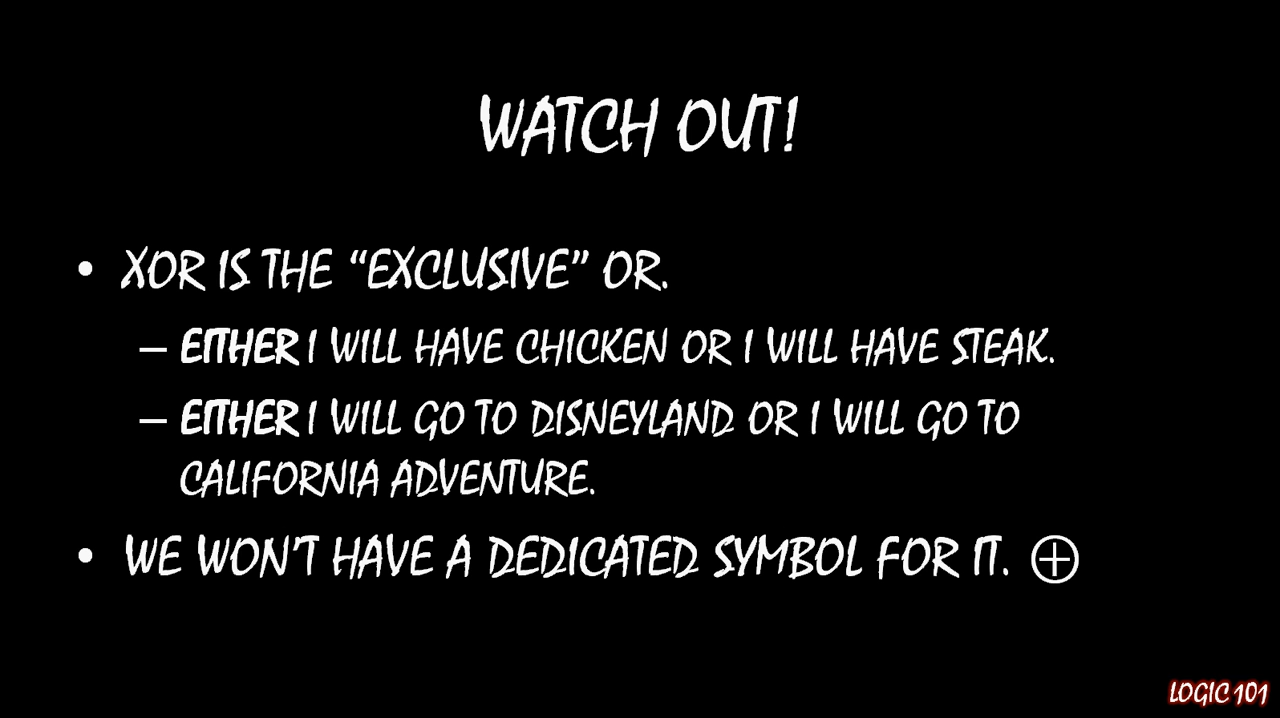 WATCH OUT!
• XOR IS THE “EXCLUSIVE” OR.
– EITHER I WILL HAVE CHICKEN OR I WILL HAVE STEAK.
– EITHER I WILL GO TO DISNEYLAND OR I WILL GO TO
CALIFORNIA ADVENTURE.
• WE WON’T HAVE A DEDICATED SYMBOL FOR IT. ⊕
LOGIC 101